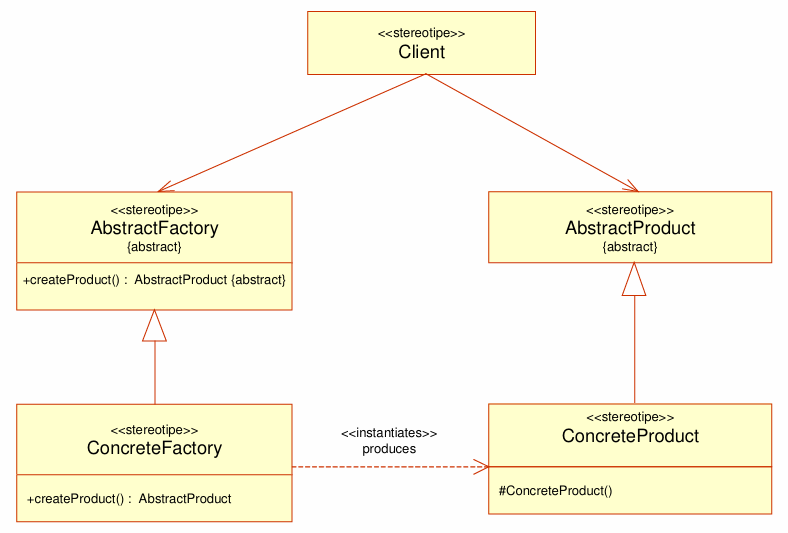 <<stereotipe>>
Client
<<stereotipe>>
AbstractFactory
{abstract}
+createProduct() : AbstractProduct {abstract}
<<stereotipe>>
AbstractProduct
{abstract}
<<stereotipe>>
ConcreteFactory
+createProduct() : AbstractProduct
<<instantiates>>
produces
<<stereotipe>>
ConcreteProduct
#ConcreteProduct()